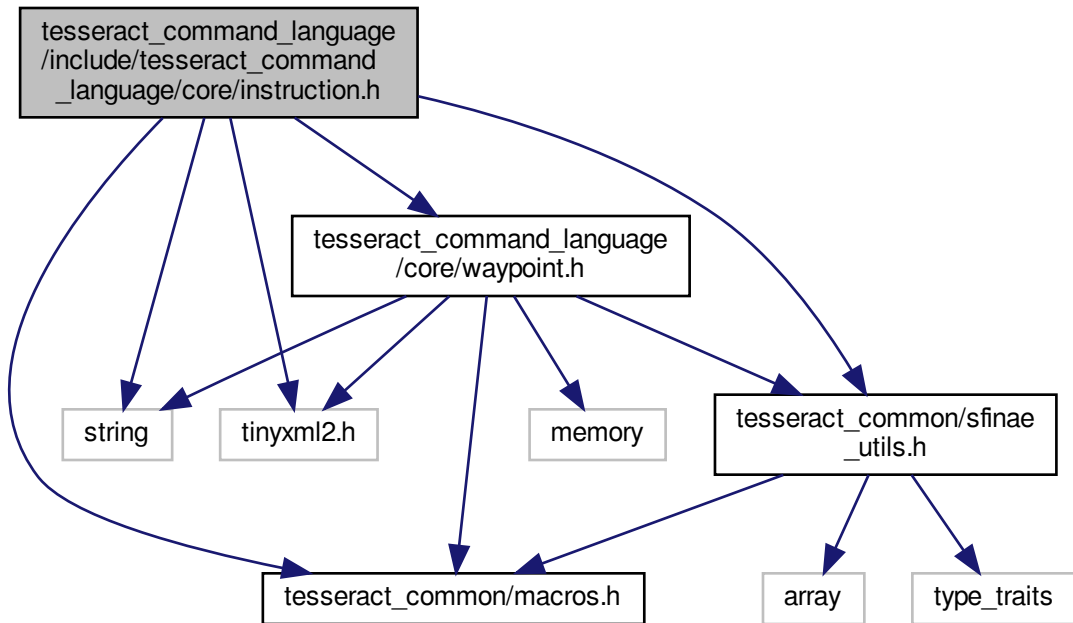 tesseract_command_language
/include/tesseract_command
_language/core/instruction.h
tesseract_command_language
/core/waypoint.h
string
tinyxml2.h
memory
tesseract_common/sfinae
_utils.h
tesseract_common/macros.h
array
type_traits